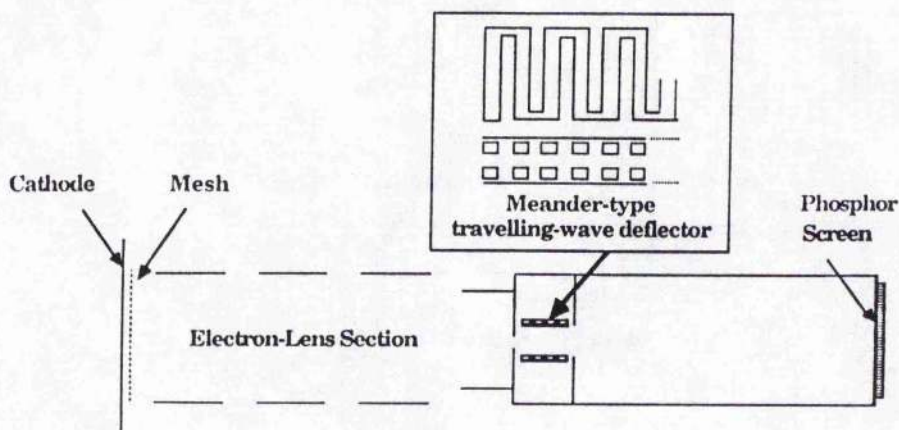 Meander-type
travelling-wave deflector
Cathode
Mesh
Phosphor
Screen
Electron-Lens Section